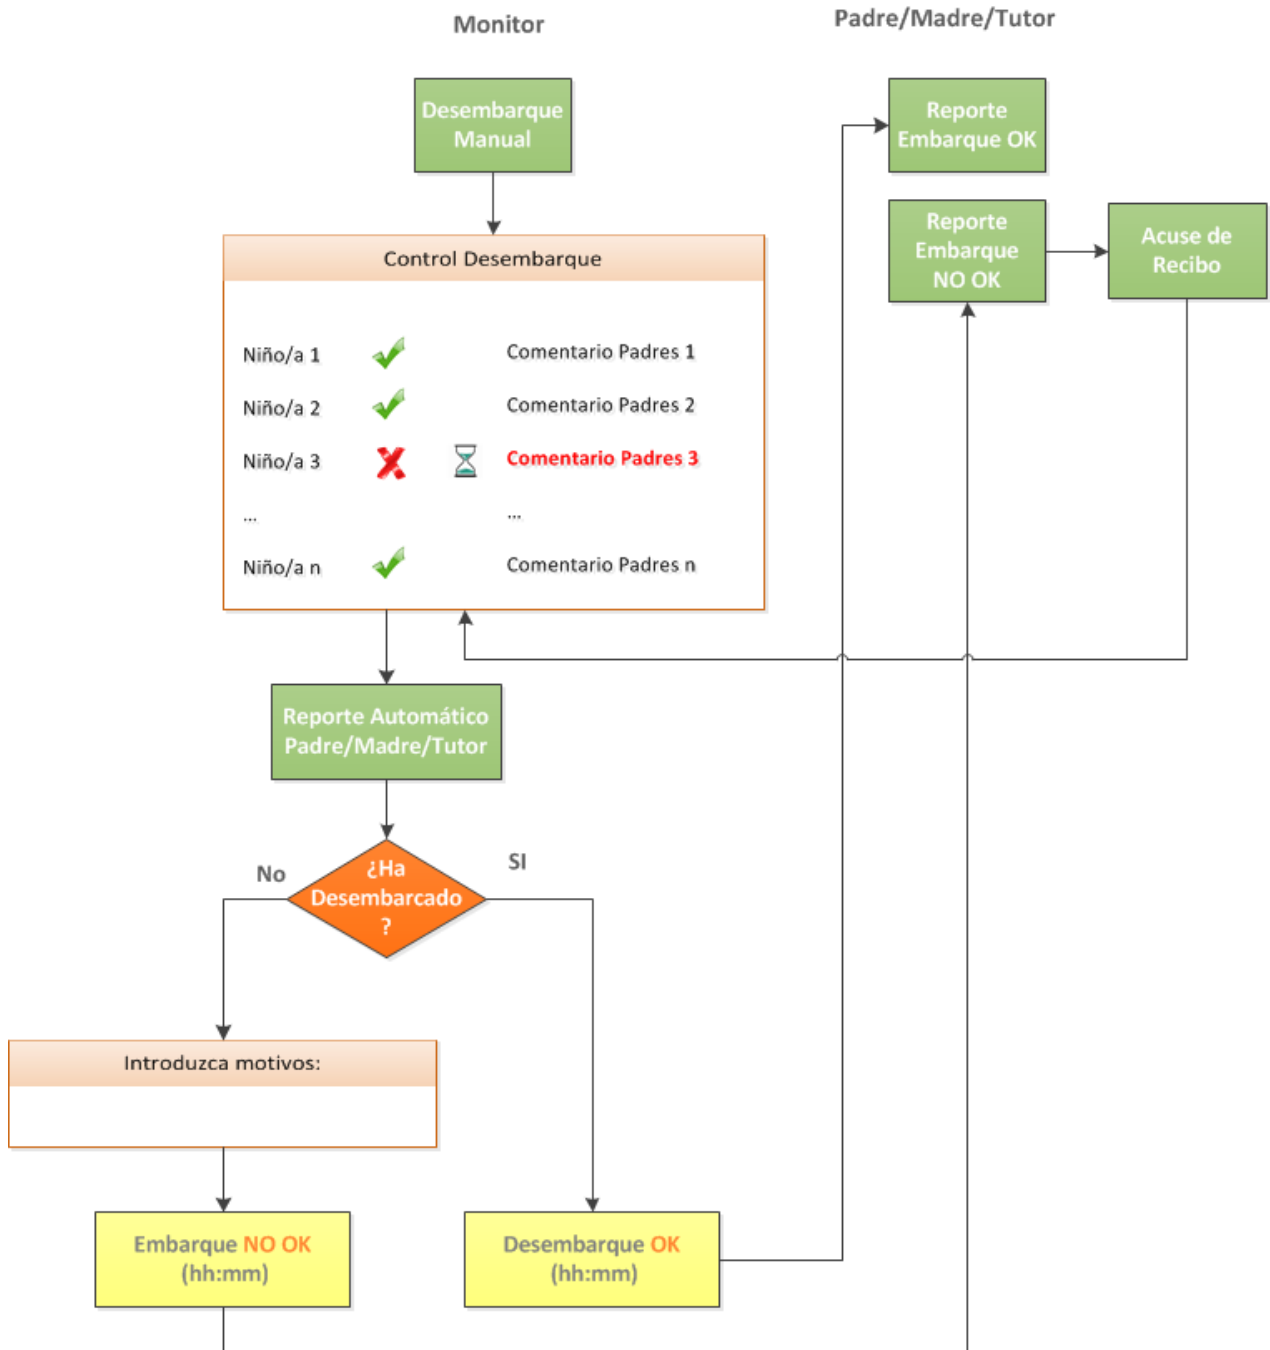 Monitor
Padre/Madre/Tutor
Desembarque
Manual
Reporte
Embarque OK
Reporte
Embarque
NO OK
Acuse de
Recibo
Control Desembarque
Niño/a 1
Comentario Padres 1
Niño/a 2
Comentario Padres 2
Niño/a 3
Comentario Padres 3
...
...
Niño/a n
Comentario Padres n
Reporte Automático
Padre/Madre/Tutor
¿Ha
Desembarcado
?
No
SI
Introduzca motivos:
Embarque NO OK
(hh:mm)
Desembarque OK
(hh:mm)